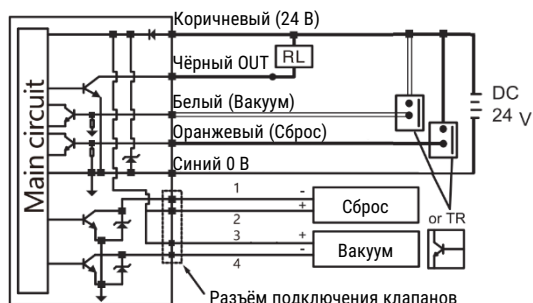 Main circuit
Коричневый (24 В)
Чёрный OUT
RL
Белый (Вакуум)
Оранжевый (Сброс)
Синий 0 В
DC
24 V
1
-
+
2
Сброс
or TR
3
+
-
4
Вакуум
Разъём подключения клапанов